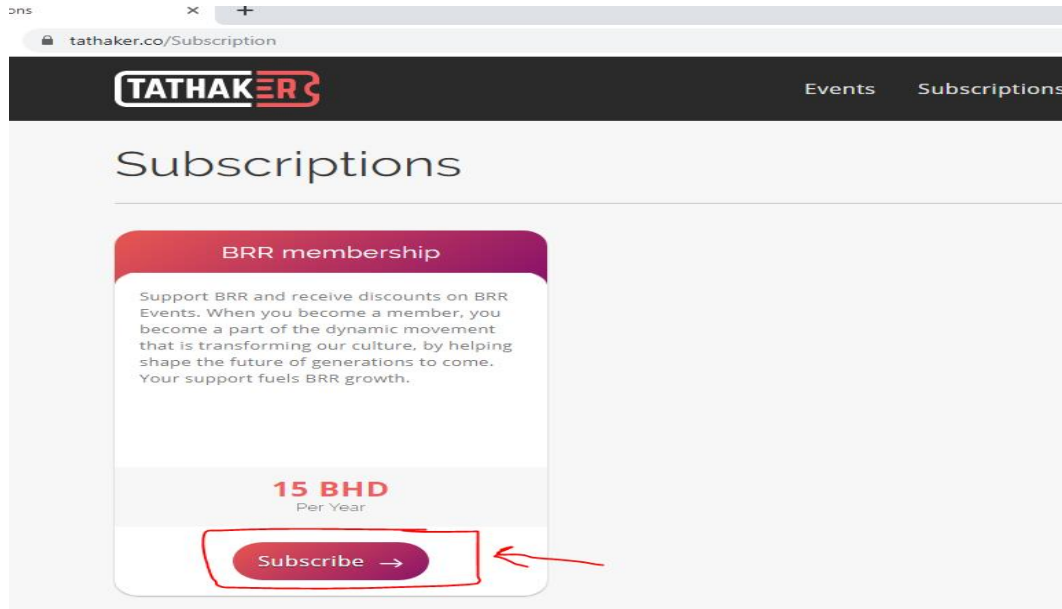 ons × +
tathaker.co/Subscription
TATHAKER Events Subscriptions
Subscriptions
BRR membership
Support BRR and receive discounts on BRR
Events. When you become a member, you
become a part of the dynamic movement
that is transforming our culture, by helping
shape the future of generations to come.
Your support fuels BRR growth.
15 BHD
Per Year
Subscribe →